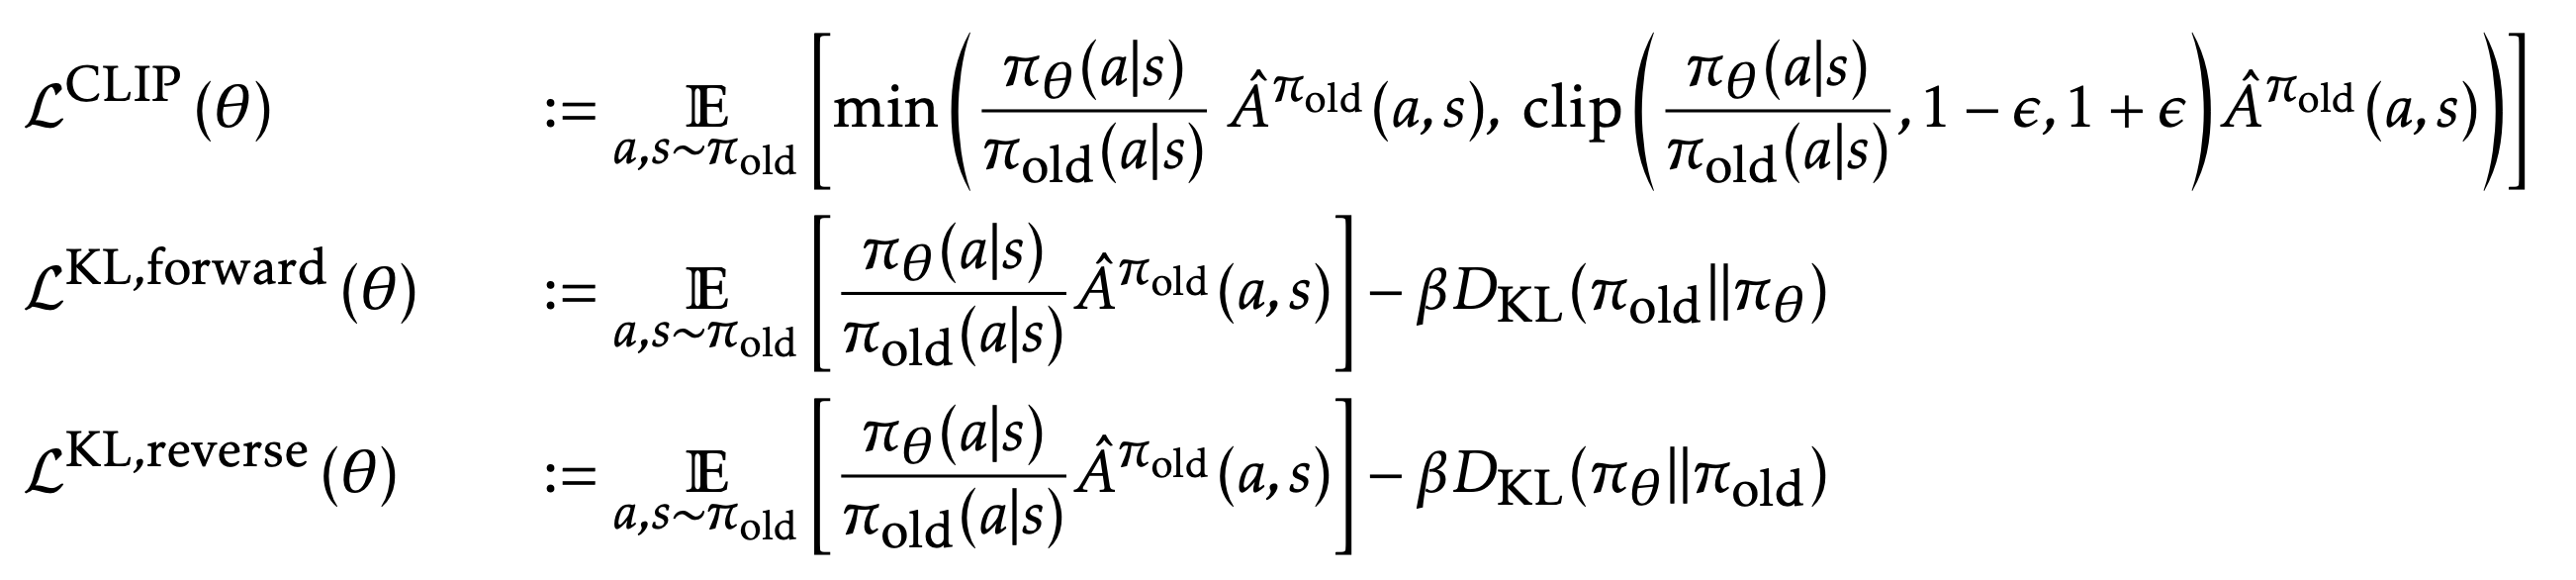 ℒ^CLIP(θ) := 𝔼_{a,s∼π_old} [ min( π_θ(a|s) / π_old(a|s) Â^{π_old}(a, s), clip( π_θ(a|s) / π_old(a|s), 1 − ϵ, 1 + ϵ ) Â^{π_old}(a, s) ) ]
ℒ^KL,forward(θ) := 𝔼_{a,s∼π_old} [ π_θ(a|s) / π_old(a|s) Â^{π_old}(a, s) ] − βD_KL(π_old||π_θ)
ℒ^KL,reverse(θ) := 𝔼_{a,s∼π_old} [ π_θ(a|s) / π_old(a|s) Â^{π_old}(a, s) ] − βD_KL(π_θ||π_old)